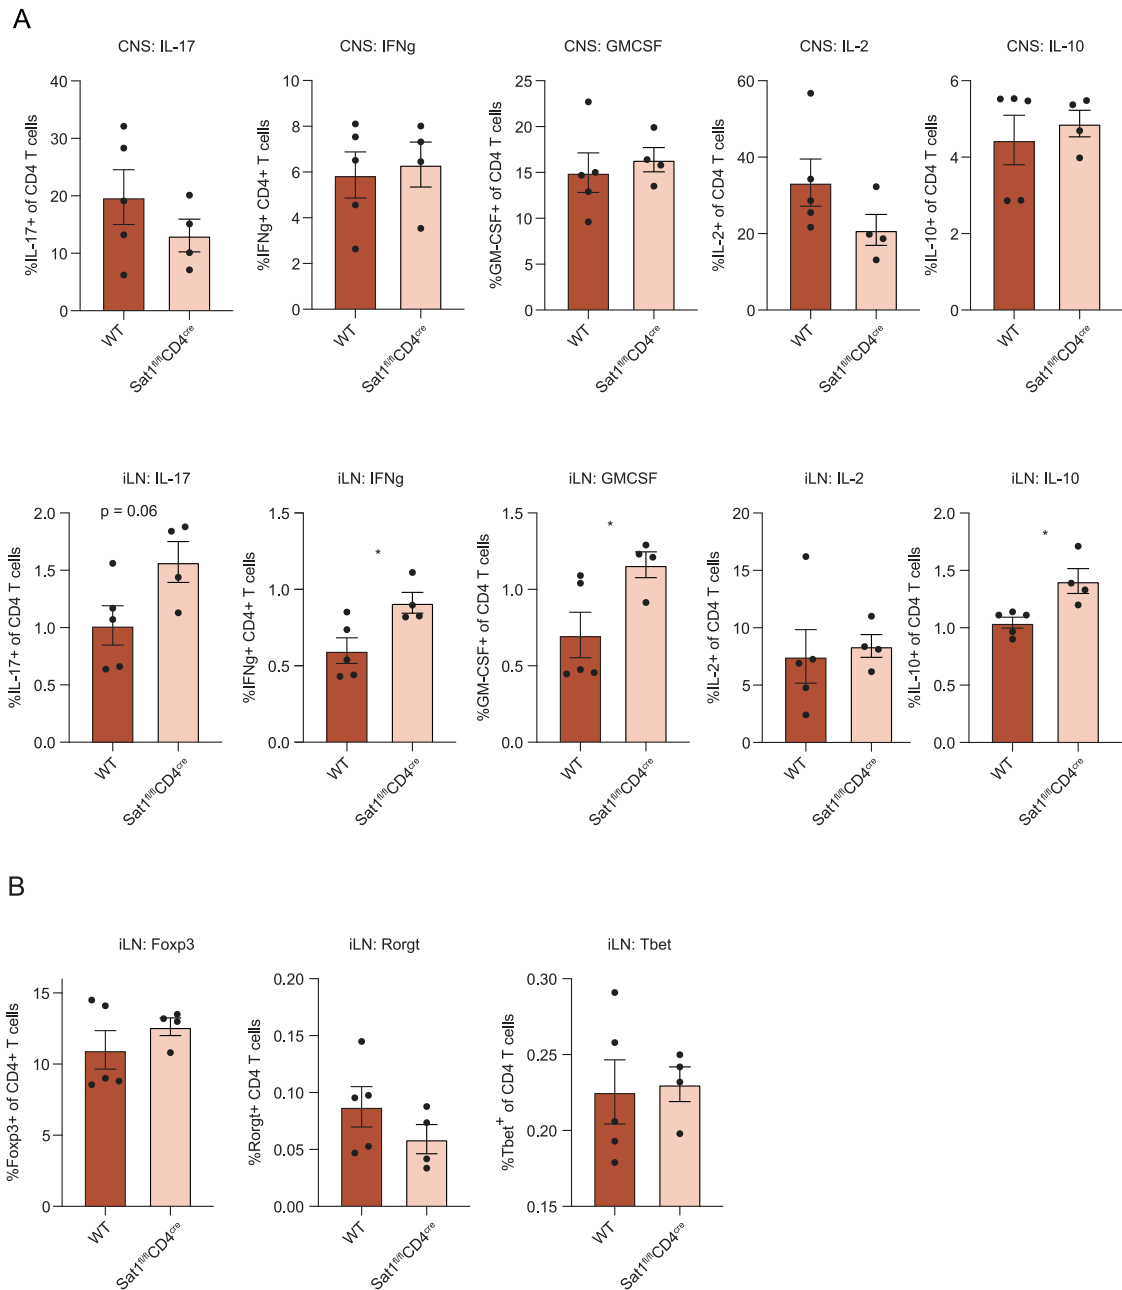 A
CNS: IL-17
CNS: IFNg
CNS: GMCSF
CNS: IL-2
CNS: IL-10
%IL-17+ of CD4 T cells
40
30
20
10
0
WT
Sat1fl/flCD4cre
%IFNg+ CD4+ T cells
10
8
6
4
2
0
WT
Sat1fl/flCD4cre
%GM-CSF+ of CD4 T cells
25
20
15
10
5
0
WT
Sat1fl/flCD4cre
%IL-2+ of CD4 T cells
60
40
20
0
WT
Sat1fl/flCD4cre
%IL-10+ of CD4 T cells
6
4
2
0
WT
Sat1fl/flCD4cre
iLN: IL-17
iLN: IFNg
iLN: GMCSF
iLN: IL-2
iLN: IL-10
%IL-17+ of CD4 T cells
2.0
1.5
1.0
0.5
0.0
p = 0.06
WT
Sat1fl/flCD4cre
%IFNg+ CD4+ T cells
1.5
1.0
0.5
0.0
*
WT
Sat1fl/flCD4cre
%GM-CSF+ of CD4 T cells
1.5
1.0
0.5
0.0
*
WT
Sat1fl/flCD4cre
%IL-2+ of CD4 T cells
20
15
10
5
0
WT
Sat1fl/flCD4cre
%IL-10+ of CD4 T cells
2.0
1.5
1.0
0.5
0.0
*
WT
Sat1fl/flCD4cre
B
iLN: Foxp3
iLN: Rorgt
iLN: Tbet
%Foxp3+ of CD4+ T cells
15
10
5
0
WT
Sat1fl/flCD4cre
%Rorgt+ CD4 T cells
0.20
0.15
0.10
0.05
0.00
WT
Sat1fl/flCD4cre
%Tbet+ of CD4 T cells
0.30
0.25
0.20
0.15
WT
Sat1fl/flCD4cre